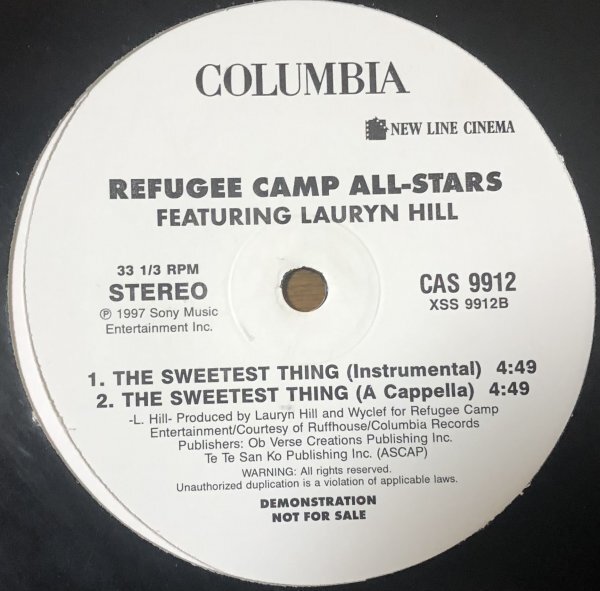 COLUMBIA
NEW LINE CINEMA
REFUGEE CAMP ALL-STARS
FEATURING LAURYN HILL
33 1/3 RPM
STEREO
℗ 1997 Sony Music
Entertainment Inc.
CAS 9912
XSS 9912B
1. THE SWEETEST THING (Instrumental) 4:49
2. THE SWEETEST THING (A Cappella) 4:49
-L. Hill- Produced by Lauryn Hill and Wyclef for Refugee Camp
Entertainment/Courtesy of Ruffhouse/Columbia Records
Publishers: Ob Verse Creations Publishing Inc.
Te Te San Ko Publishing Inc. (ASCAP)
WARNING: All rights reserved.
Unauthorized duplication is a violation of applicable laws.
DEMONSTRATION
NOT FOR SALE